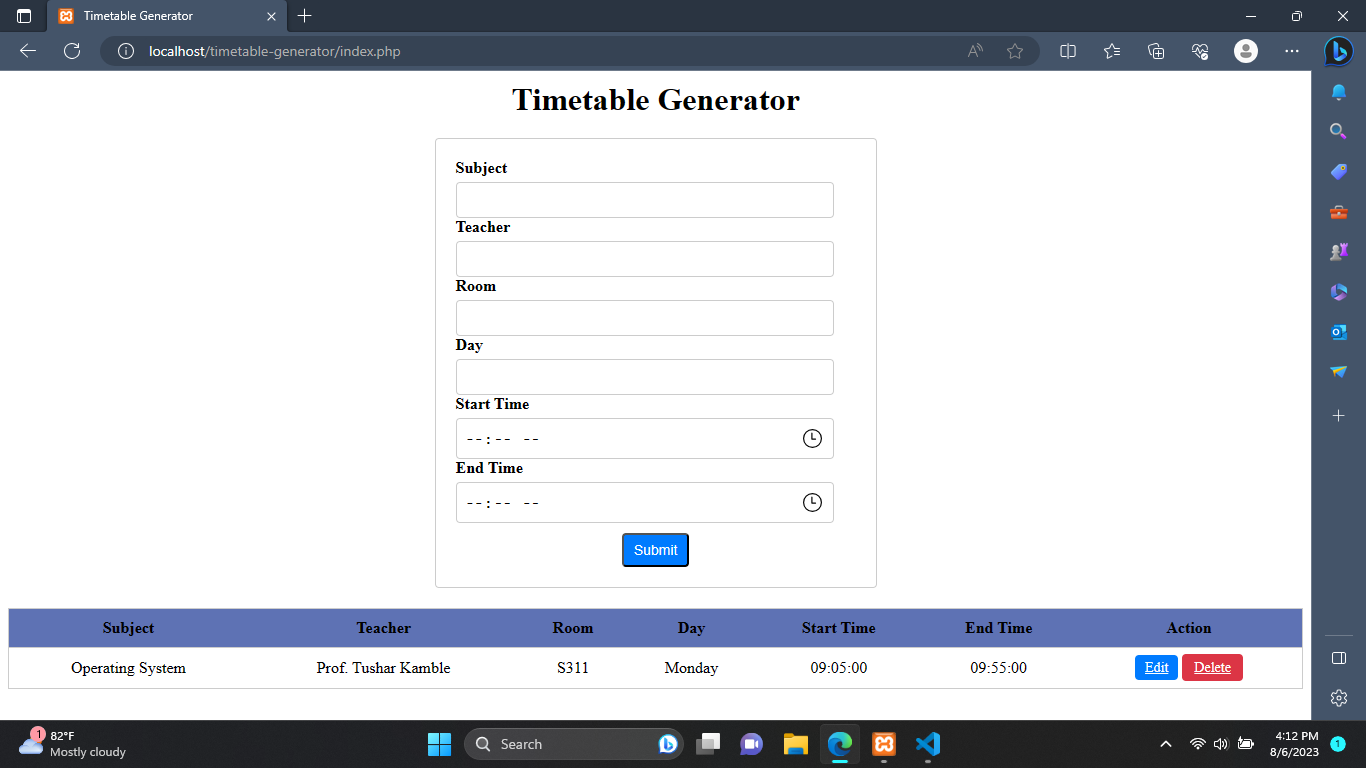 Timetable Generator
localhost/timetable-generator/index.php
Timetable Generator
Subject
Teacher
Room
Day
Start Time
--:-- --
End Time
--:-- --
Submit
Subject Teacher Room Day Start Time End Time Action
Operating System Prof. Tushar Kamble S311 Monday 09:05:00 09:55:00 Edit Delete
1
82°F
Mostly cloudy
Search
4:12 PM
8/6/2023
1